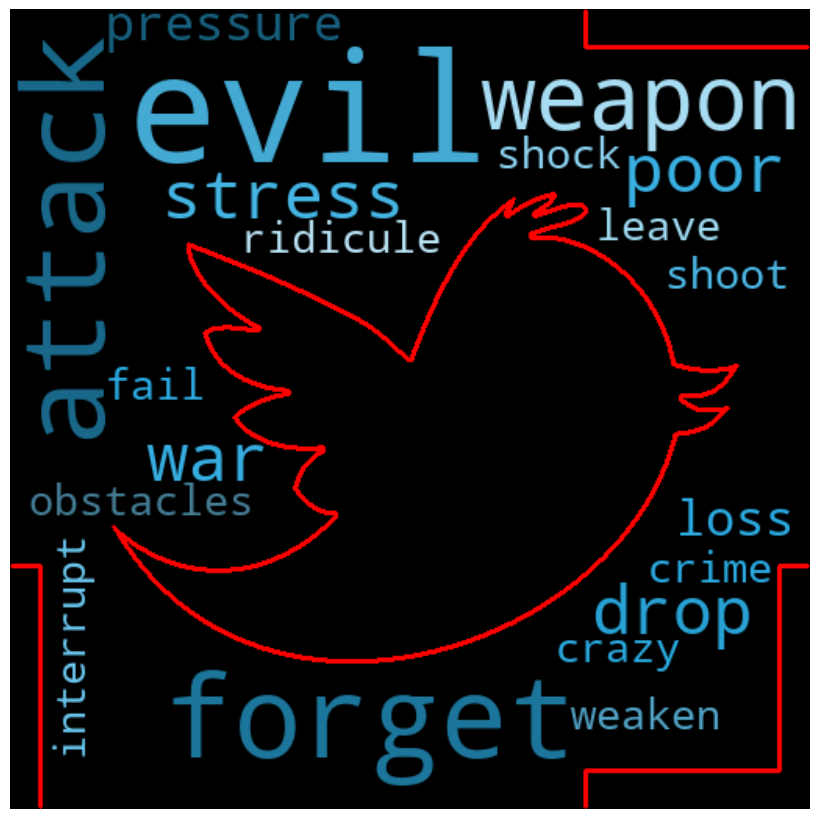 pressure
evil
attack
weapon
shock
poor
stress
ridicule
leave
shoot
fail
war
obstacles
interrupt
loss
crime
drop
crazy
forget
weaken